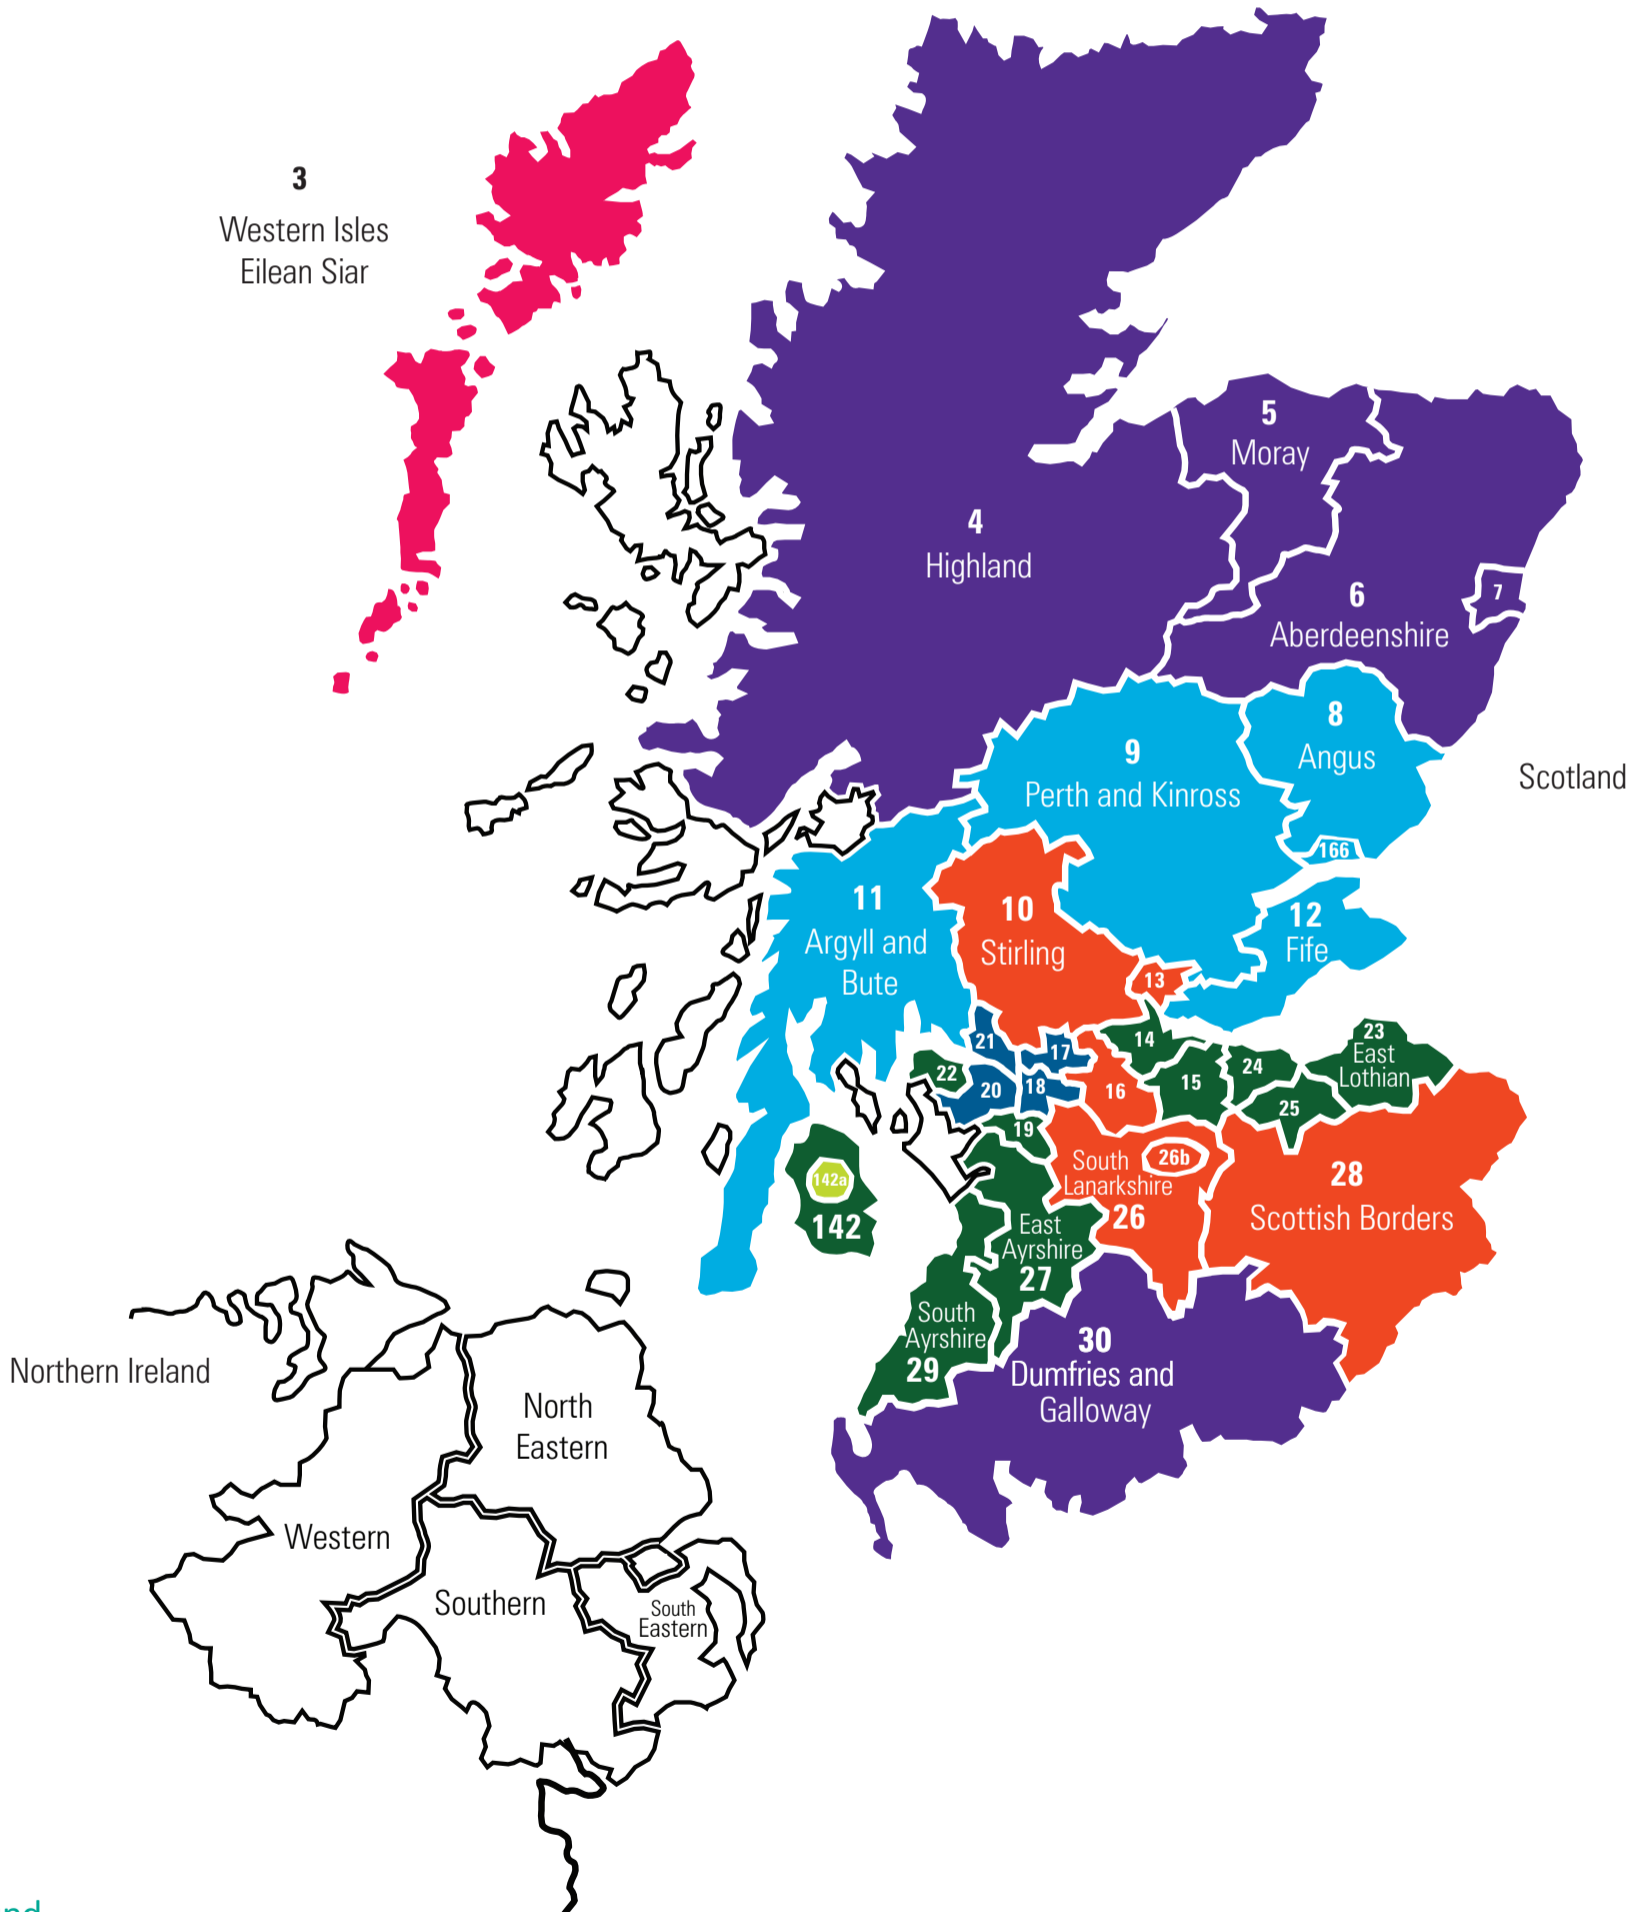 3
Western Isles
Eilean Siar
5
Moray
4
Highland
7
6
Aberdeenshire
8
Angus
9
Perth and Kinross
Scotland
166
11
Argyll and
Bute
10
Stirling
12
Fife
13
14
21
17
22
20
18
16
15
24
23
East
Lothian
25
19
South
Lanarkshire
26b
26
28
Scottish Borders
142a
142
East
Ayrshire
27
South
Ayrshire
29
30
Dumfries and
Galloway
Northern Ireland
North
Eastern
Western
Southern
South
Eastern